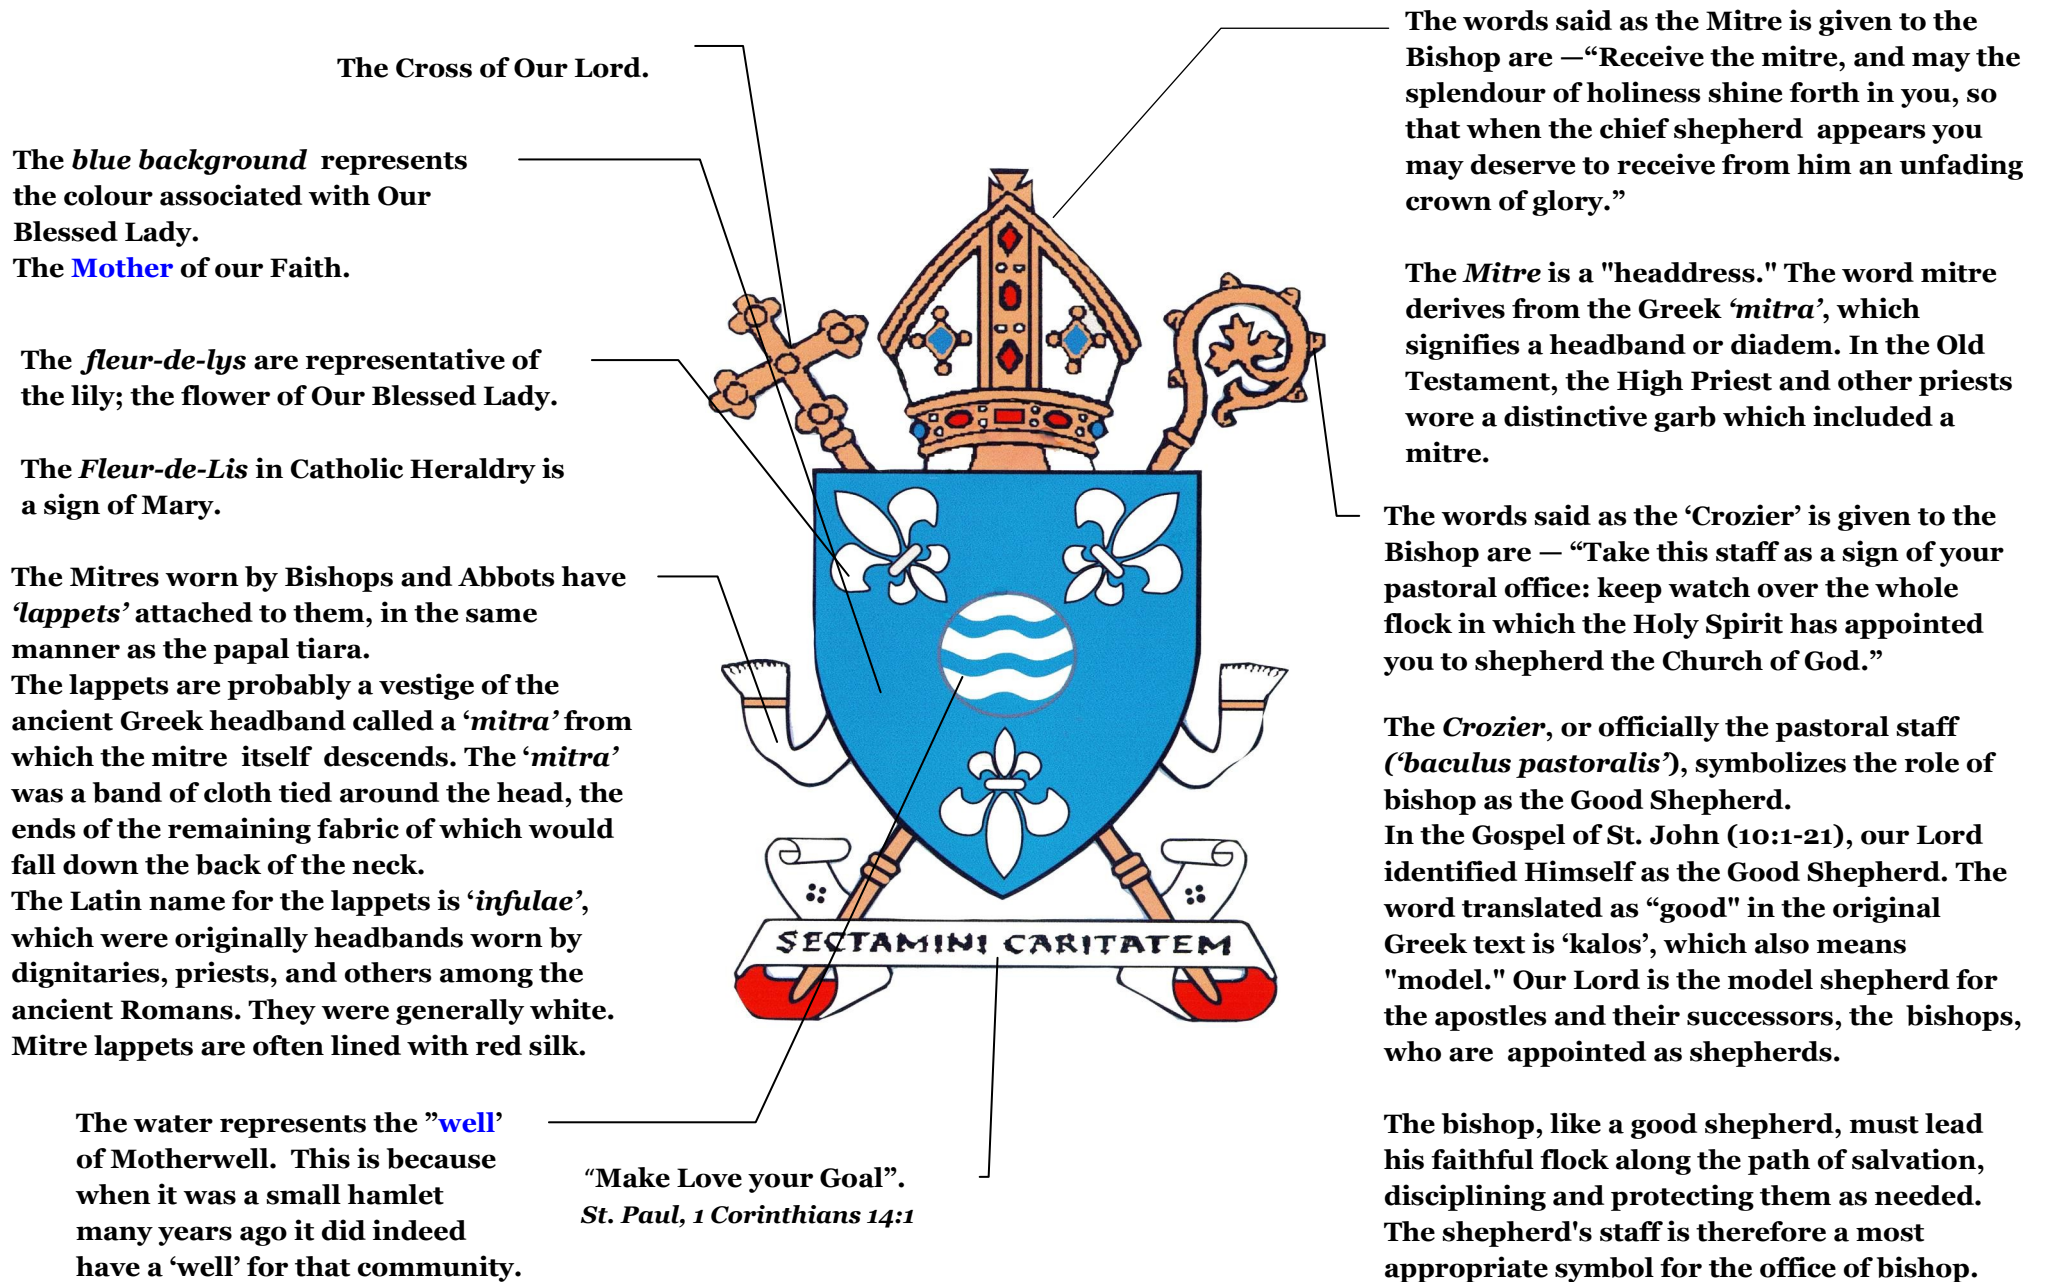 The Cross of Our Lord.
The blue background represents
the colour associated with Our
Blessed Lady.
The Mother of our Faith.
The fleur-de-lys are representative of
the lily; the flower of Our Blessed Lady.
The Fleur-de-Lis in Catholic Heraldry is
a sign of Mary.
The Mitres worn by Bishops and Abbots have
‘lappets’ attached to them, in the same
manner as the papal tiara.
The lappets are probably a vestige of the
ancient Greek headband called a ‘mitra’ from
which the mitre itself descends. The ‘mitra’
was a band of cloth tied around the head, the
ends of the remaining fabric of which would
fall down the back of the neck.
The Latin name for the lappets is ‘infulae’,
which were originally headbands worn by
dignitaries, priests, and others among the
ancient Romans. They were generally white.
Mitre lappets are often lined with red silk.
The water represents the ”well’
of Motherwell. This is because
when it was a small hamlet
many years ago it did indeed
have a ‘well’ for that community.
SECTAMINI CARITATEM
“Make Love your Goal”.
St. Paul, 1 Corinthians 14:1
The words said as the Mitre is given to the
Bishop are —“Receive the mitre, and may the
splendour of holiness shine forth in you, so
that when the chief shepherd appears you
may deserve to receive from him an unfading
crown of glory.”
The Mitre is a "headdress." The word mitre
derives from the Greek ‘mitra’, which
signifies a headband or diadem. In the Old
Testament, the High Priest and other priests
wore a distinctive garb which included a
mitre.
The words said as the ‘Crozier’ is given to the
Bishop are — “Take this staff as a sign of your
pastoral office: keep watch over the whole
flock in which the Holy Spirit has appointed
you to shepherd the Church of God.”
The Crozier, or officially the pastoral staff
(‘baculus pastoralis’), symbolizes the role of
bishop as the Good Shepherd.
In the Gospel of St. John (10:1-21), our Lord
identified Himself as the Good Shepherd. The
word translated as “good" in the original
Greek text is ‘kalos’, which also means
"model." Our Lord is the model shepherd for
the apostles and their successors, the bishops,
who are appointed as shepherds.
The bishop, like a good shepherd, must lead
his faithful flock along the path of salvation,
disciplining and protecting them as needed.
The shepherd's staff is therefore a most
appropriate symbol for the office of bishop.